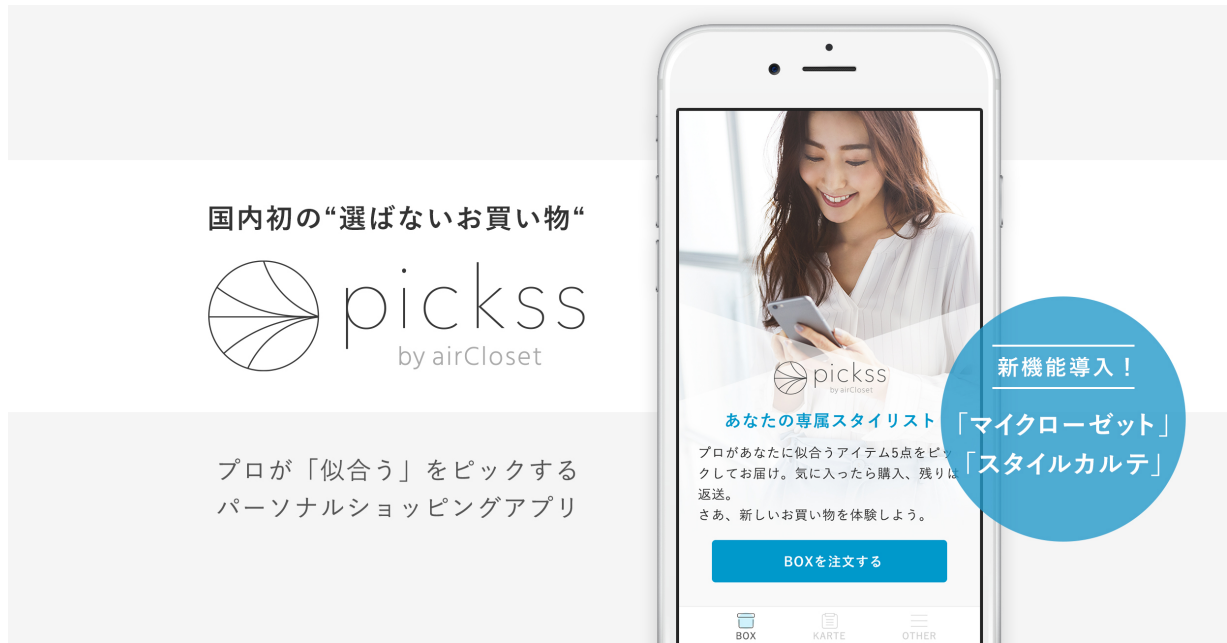 国内初の“選ばないお買い物“
pickss
by airCloset
プロが「似合う」をピックする
パーソナルショッピングアプリ
pickss
by airCloset
あなたの専属スタイリスト
プロがあなたに似合うアイテム5点をピッ
クしてお届け。気に入ったら購入、残りは
返送。
さあ、新しいお買い物を体験しよう。
BOXを注文する
BOX
KARTE
OTHER
新機能導入！
「マイクローゼット」
「スタイルカルテ」